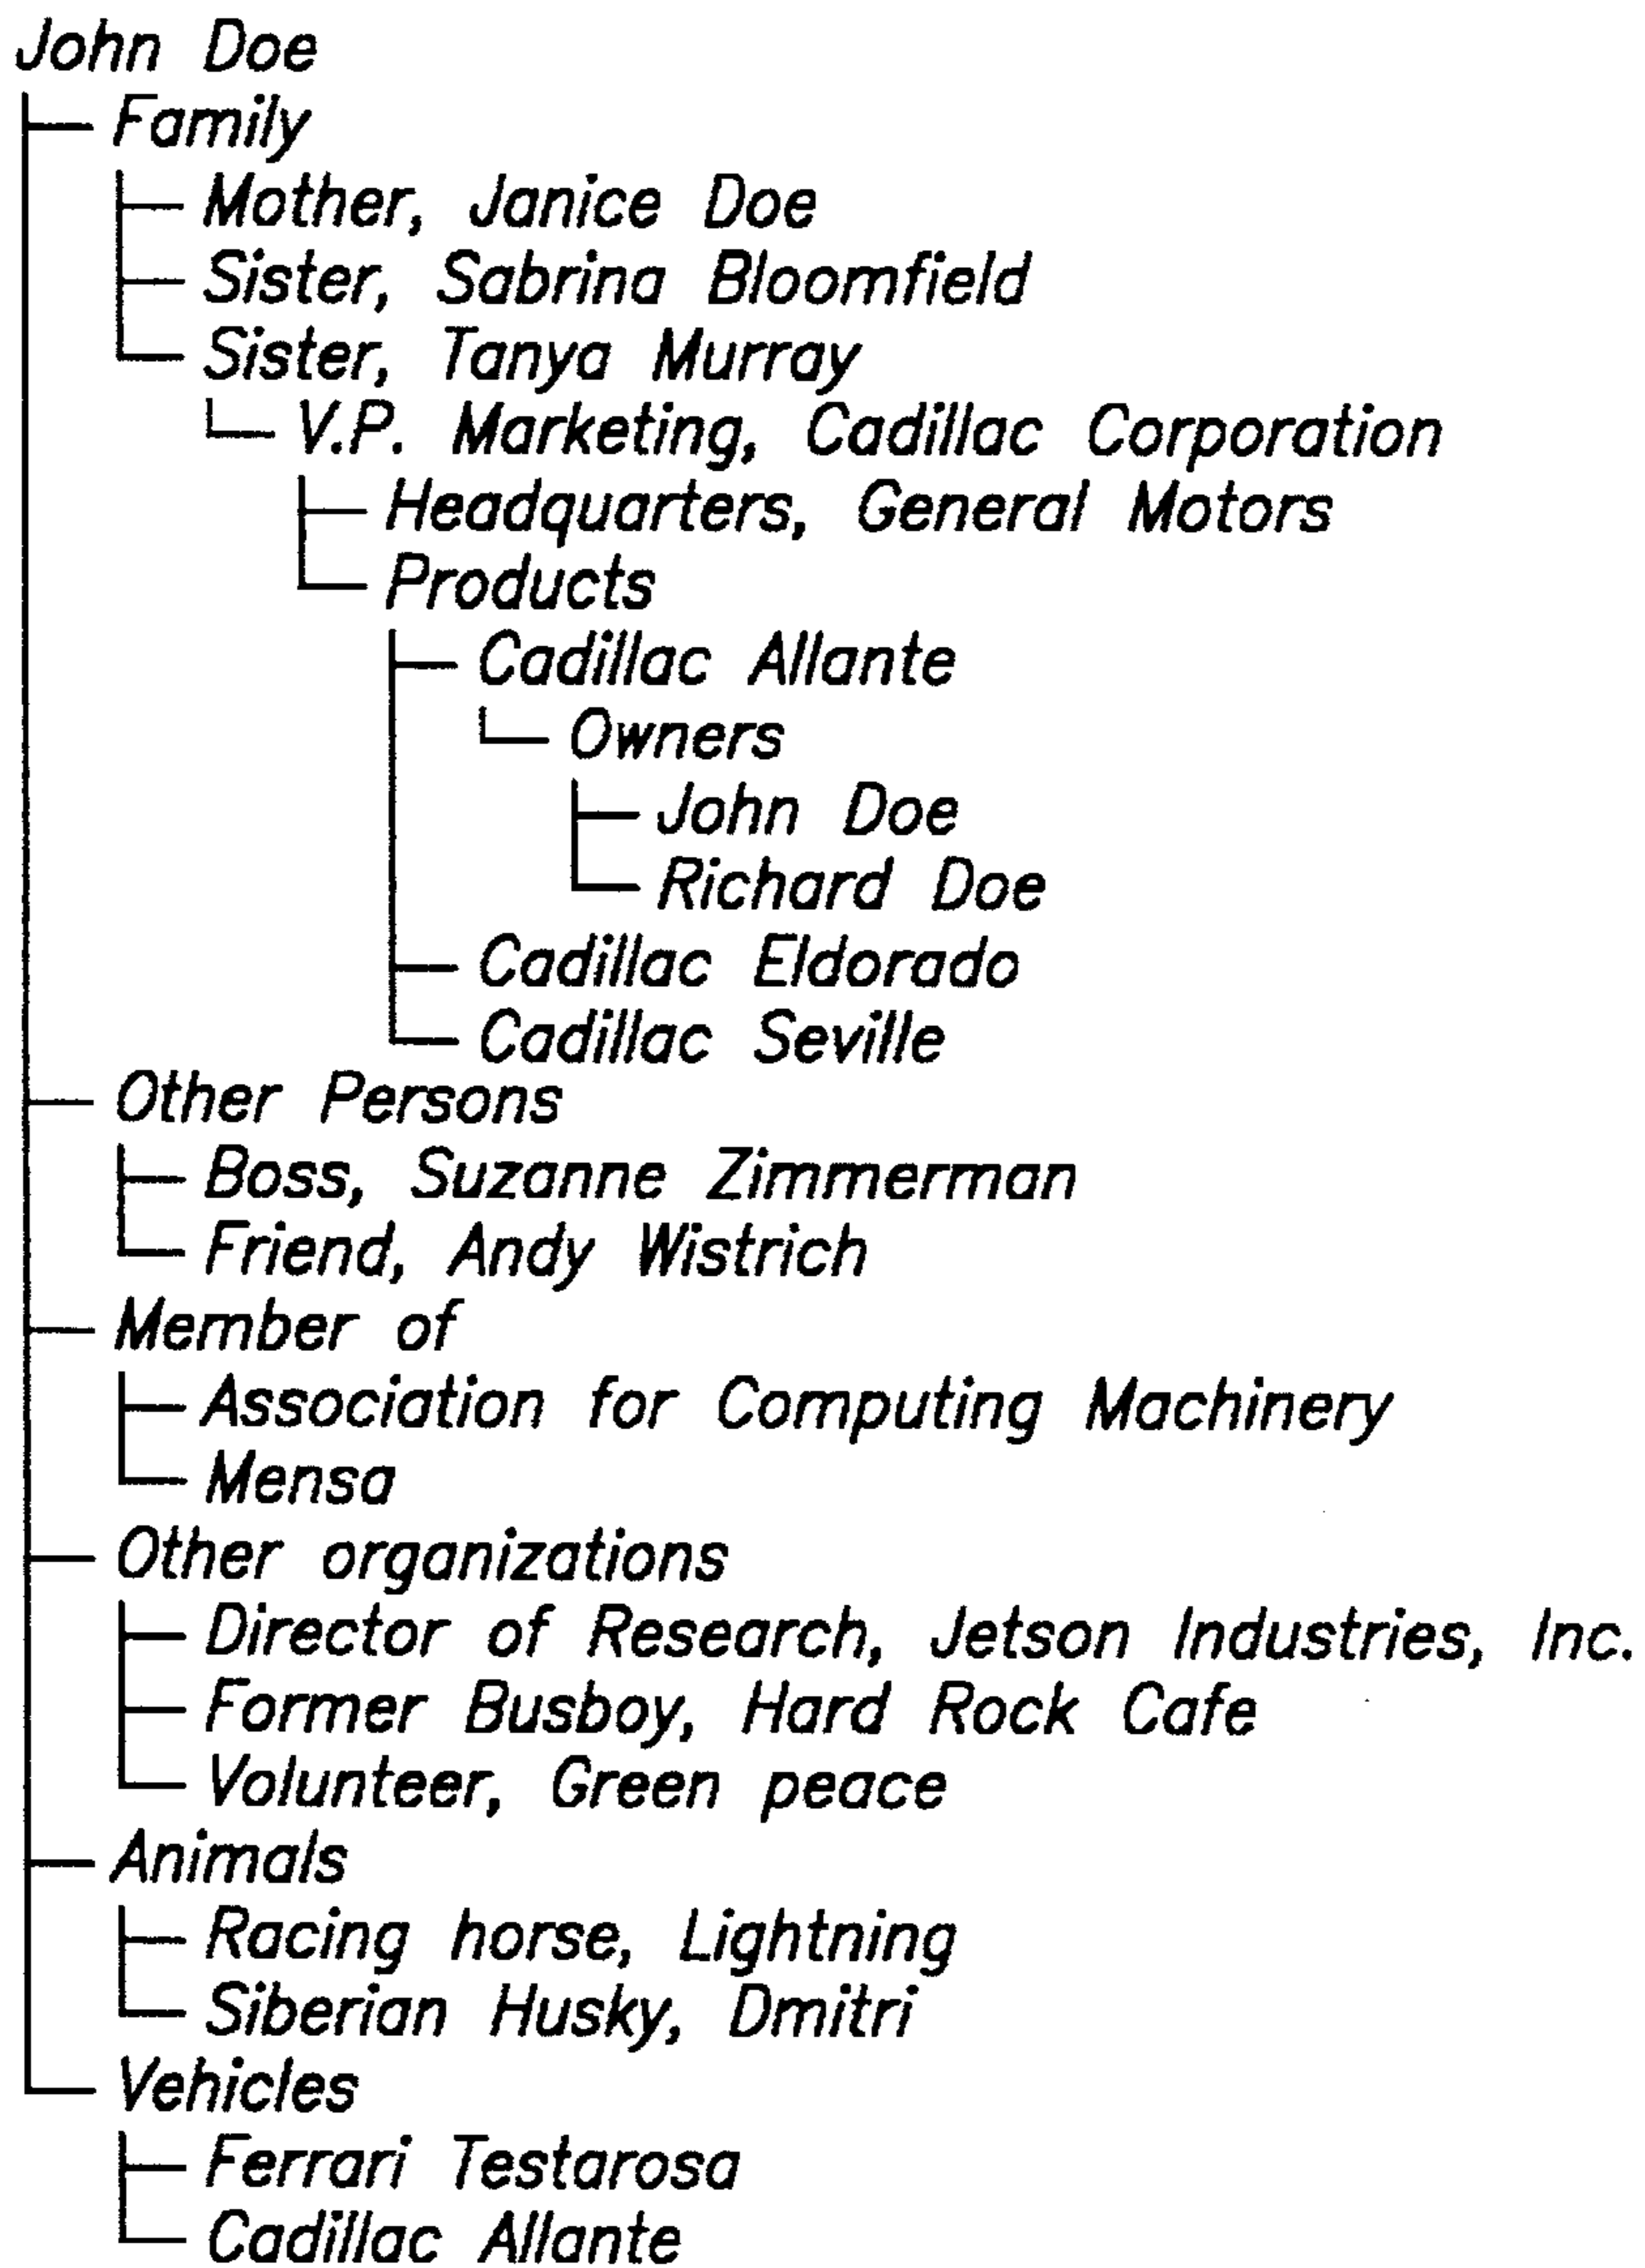 John Doe
Family
Mother, Janice Doe
Sister, Sabrina Bloomfield
Sister, Tanya Murray
V.P. Marketing, Cadillac Corporation
Headquarters, General Motors
Products
Cadillac Allante
Owners
John Doe
Richard Doe
Cadillac Eldorado
Cadillac Seville
Other Persons
Boss, Suzanne Zimmerman
Friend, Andy Wistrich
Member of
Association for Computing Machinery
Mensa
Other organizations
Director of Research, Jetson Industries, Inc.
Former Busboy, Hard Rock Cafe
Volunteer, Green peace
Animals
Racing horse, Lightning
Siberian Husky, Dmitri
Vehicles
Ferrari Testarosa
Cadillac Allante